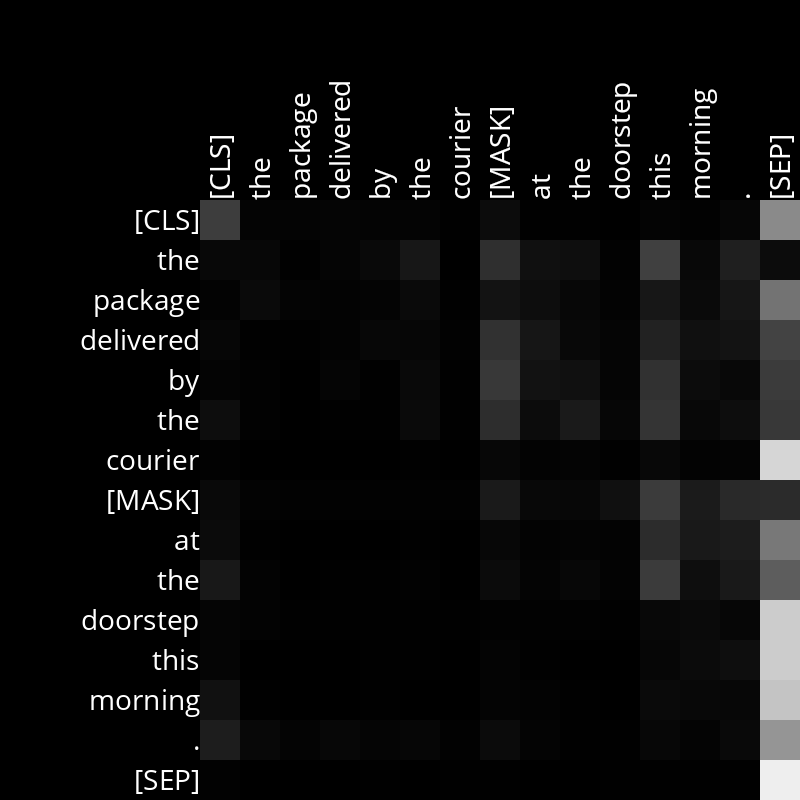 [CLS] the package delivered by the courier [MASK] at the doorstep this morning . [SEP]
[CLS]
the
package
delivered
by
the
courier
[MASK]
at
the
doorstep
this
morning
.
[SEP]